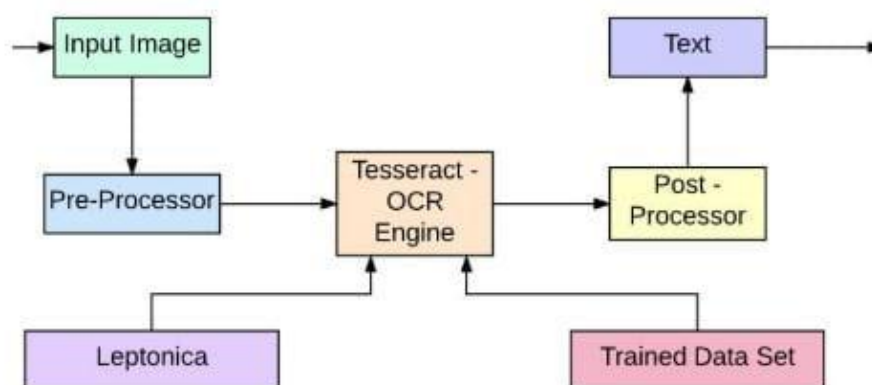 Input Image
Text
Pre-Processor
Tesseract -
OCR
Engine
Post -
Processor
Leptonica
Trained Data Set